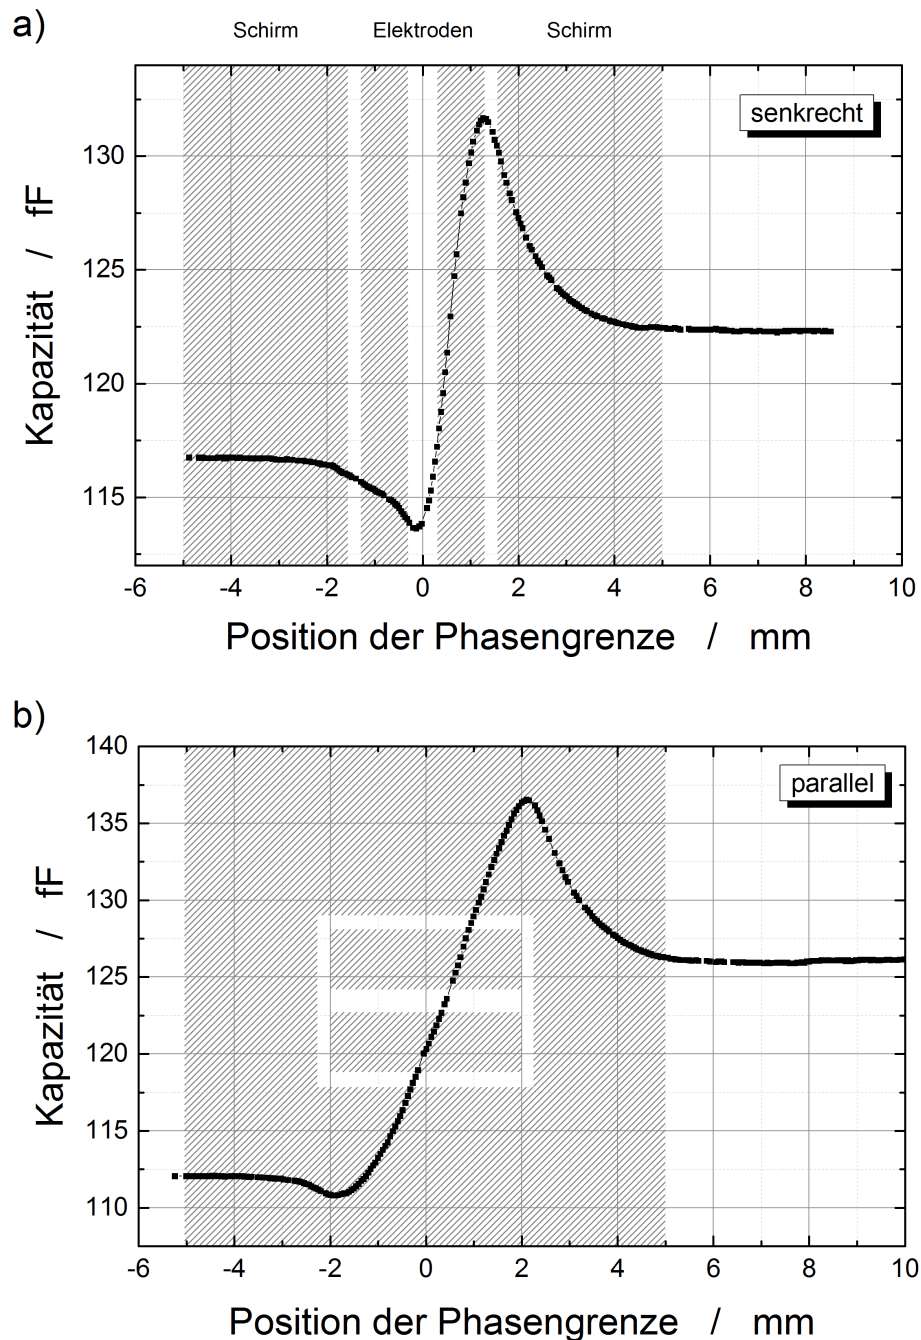 a)
Schirm Elektroden Schirm
senkrecht
130
125
120
115
Kapazität / fF
-6 -4 -2 0 2 4 6 8 10
Position der Phasengrenze / mm
b)
parallel
140
135
130
125
120
115
110
Kapazität / fF
-6 -4 -2 0 2 4 6 8 10
Position der Phasengrenze / mm